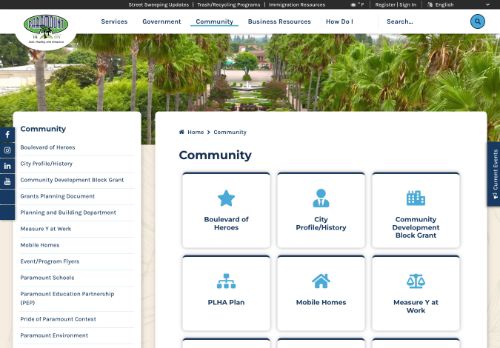 Street Sweeping Updates | Trash/Recycling Programs | Immigration Resources
°F | Register | Sign In | English
PARAMOUNT
Services Government Community Business Resources How Do I Search...
Community
Boulevard of Heroes
City Profile/History
Community Development Block Grant
Grants Planning Document
Planning and Building Department
Measure Y at Work
Mobile Homes
Event/Program Flyers
Paramount Schools
Paramount Education Partnership
(PEP)
Pride of Paramount Contest
Paramount Environment
Home > Community
Community
Boulevard of
Heroes
City
Profile/History
Community
Development
Block Grant
PLHA Plan
Mobile Homes
Measure Y at
Work
Current Events